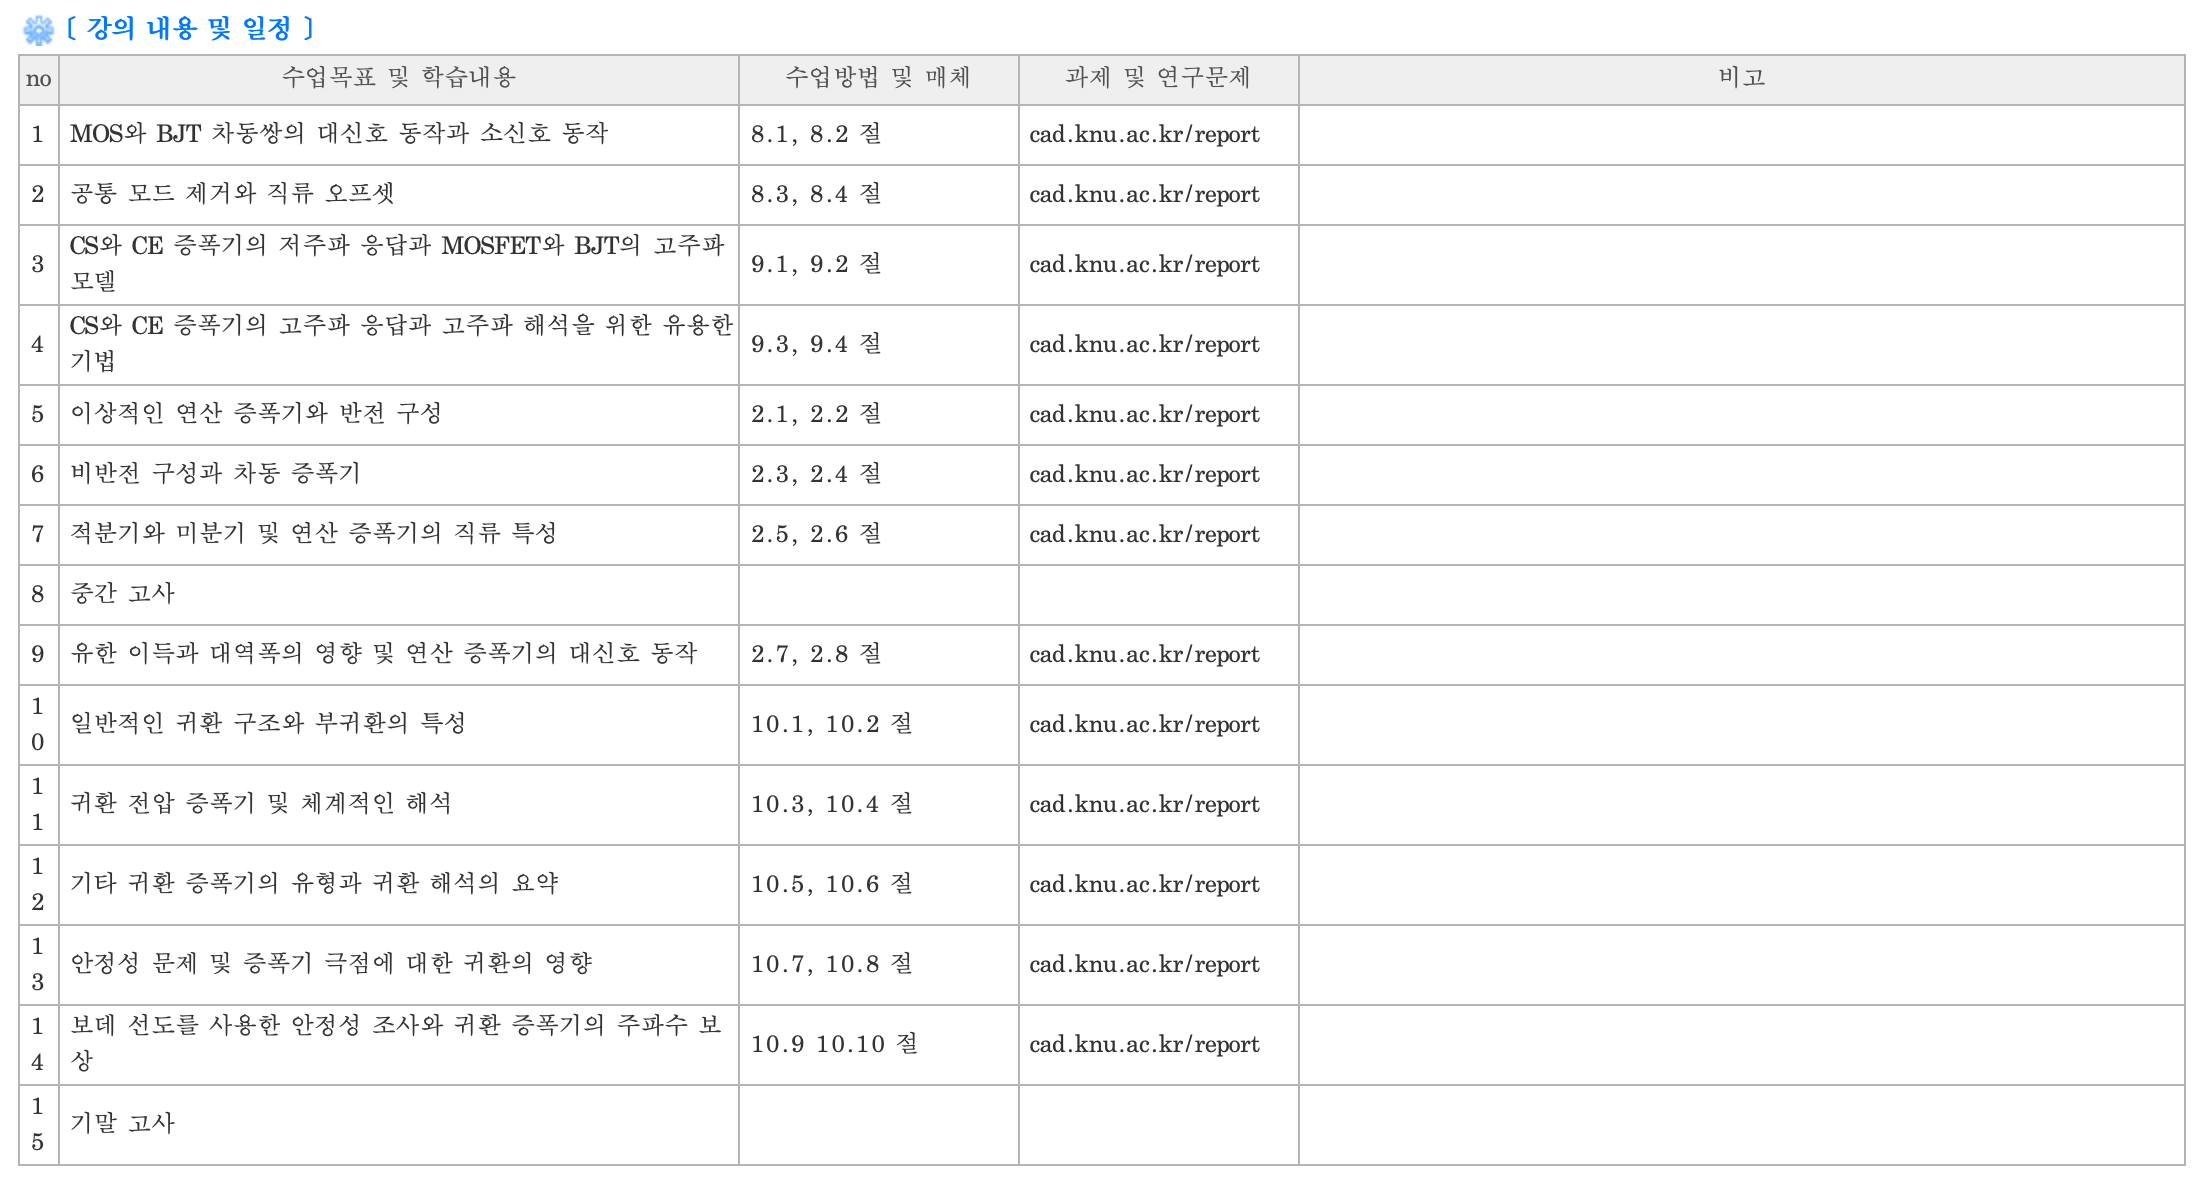 [ 강의 내용 및 일정 ]
no 수업목표 및 학습내용 수업방법 및 매체 과제 및 연구문제 비고
1 MOS와 BJT 차동쌍의 대신호 동작과 소신호 동작 8.1, 8.2 절 cad.knu.ac.kr/report
2 공통 모드 제거와 직류 오프셋 8.3, 8.4 절 cad.knu.ac.kr/report
3 CS와 CE 증폭기의 저주파 응답과 MOSFET와 BJT의 고주파
모델 9.1, 9.2 절 cad.knu.ac.kr/report
4 CS와 CE 증폭기의 고주파 응답과 고주파 해석을 위한 유용한
기법 9.3, 9.4 절 cad.knu.ac.kr/report
5 이상적인 연산 증폭기와 반전 구성 2.1, 2.2 절 cad.knu.ac.kr/report
6 비반전 구성과 차동 증폭기 2.3, 2.4 절 cad.knu.ac.kr/report
7 적분기와 미분기 및 연산 증폭기의 직류 특성 2.5, 2.6 절 cad.knu.ac.kr/report
8 중간 고사
9 유한 이득과 대역폭의 영향 및 연산 증폭기의 대신호 동작 2.7, 2.8 절 cad.knu.ac.kr/report
10 일반적인 귀환 구조와 부귀환의 특성 10.1, 10.2 절 cad.knu.ac.kr/report
11 귀환 전압 증폭기 및 체계적인 해석 10.3, 10.4 절 cad.knu.ac.kr/report
12 기타 귀환 증폭기의 유형과 귀환 해석의 요약 10.5, 10.6 절 cad.knu.ac.kr/report
13 안정성 문제 및 증폭기 극점에 대한 귀환의 영향 10.7, 10.8 절 cad.knu.ac.kr/report
14 보데 선도를 사용한 안정성 조사와 귀환 증폭기의 주파수 보
상 10.9 10.10 절 cad.knu.ac.kr/report
15 기말 고사